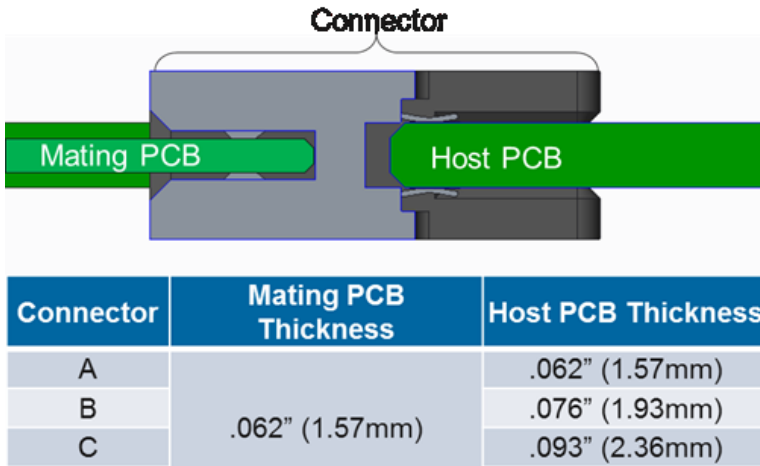 Connector
Mating PCB
Host PCB
Connector
Mating PCB
Thickness
Host PCB Thickness
A
.062” (1.57mm)
.062” (1.57mm)
B
.076” (1.93mm)
C
.093” (2.36mm)